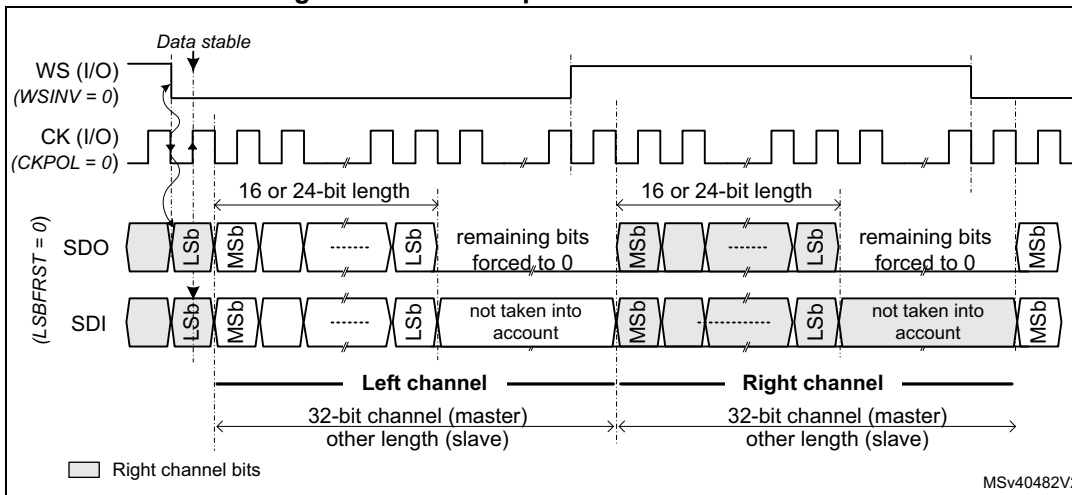 Data stable
WS (I/O)
(WSINV = 0)
CK (I/O)
(CKPOL = 0)
16 or 24-bit length
16 or 24-bit length
(LSBFRST = 0)
SDO
LSb
MSb
LSb
remaining bits
forced to 0
MSb
LSb
remaining bits
forced to 0
MSb
SDI
LSb
MSb
LSb
not taken into
account
MSb
LSb
not taken into
account
MSb
Left channel
Right channel
32-bit channel (master)
other length (slave)
32-bit channel (master)
other length (slave)
Right channel bits
MSv40482V2